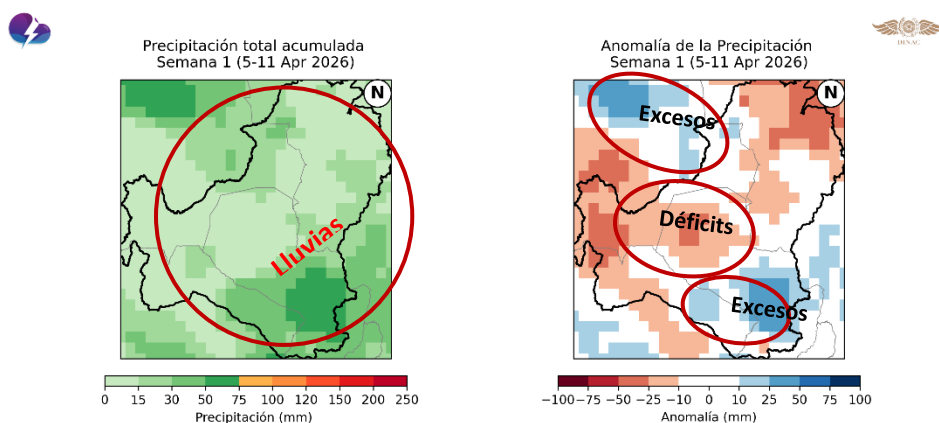 Precipitación total acumulada
Semana 1 (5-11 Apr 2026)
N
Lluvias
0 15 30 50 75 100 120 150 200 250
Precipitación (mm)
DINAC
Anomalía de la Precipitación
Semana 1 (5-11 Apr 2026)
N
Excesos
Déficits
Excesos
−100 −75 −50 −25 −10 0 10 25 50 75 100
Anomalía (mm)